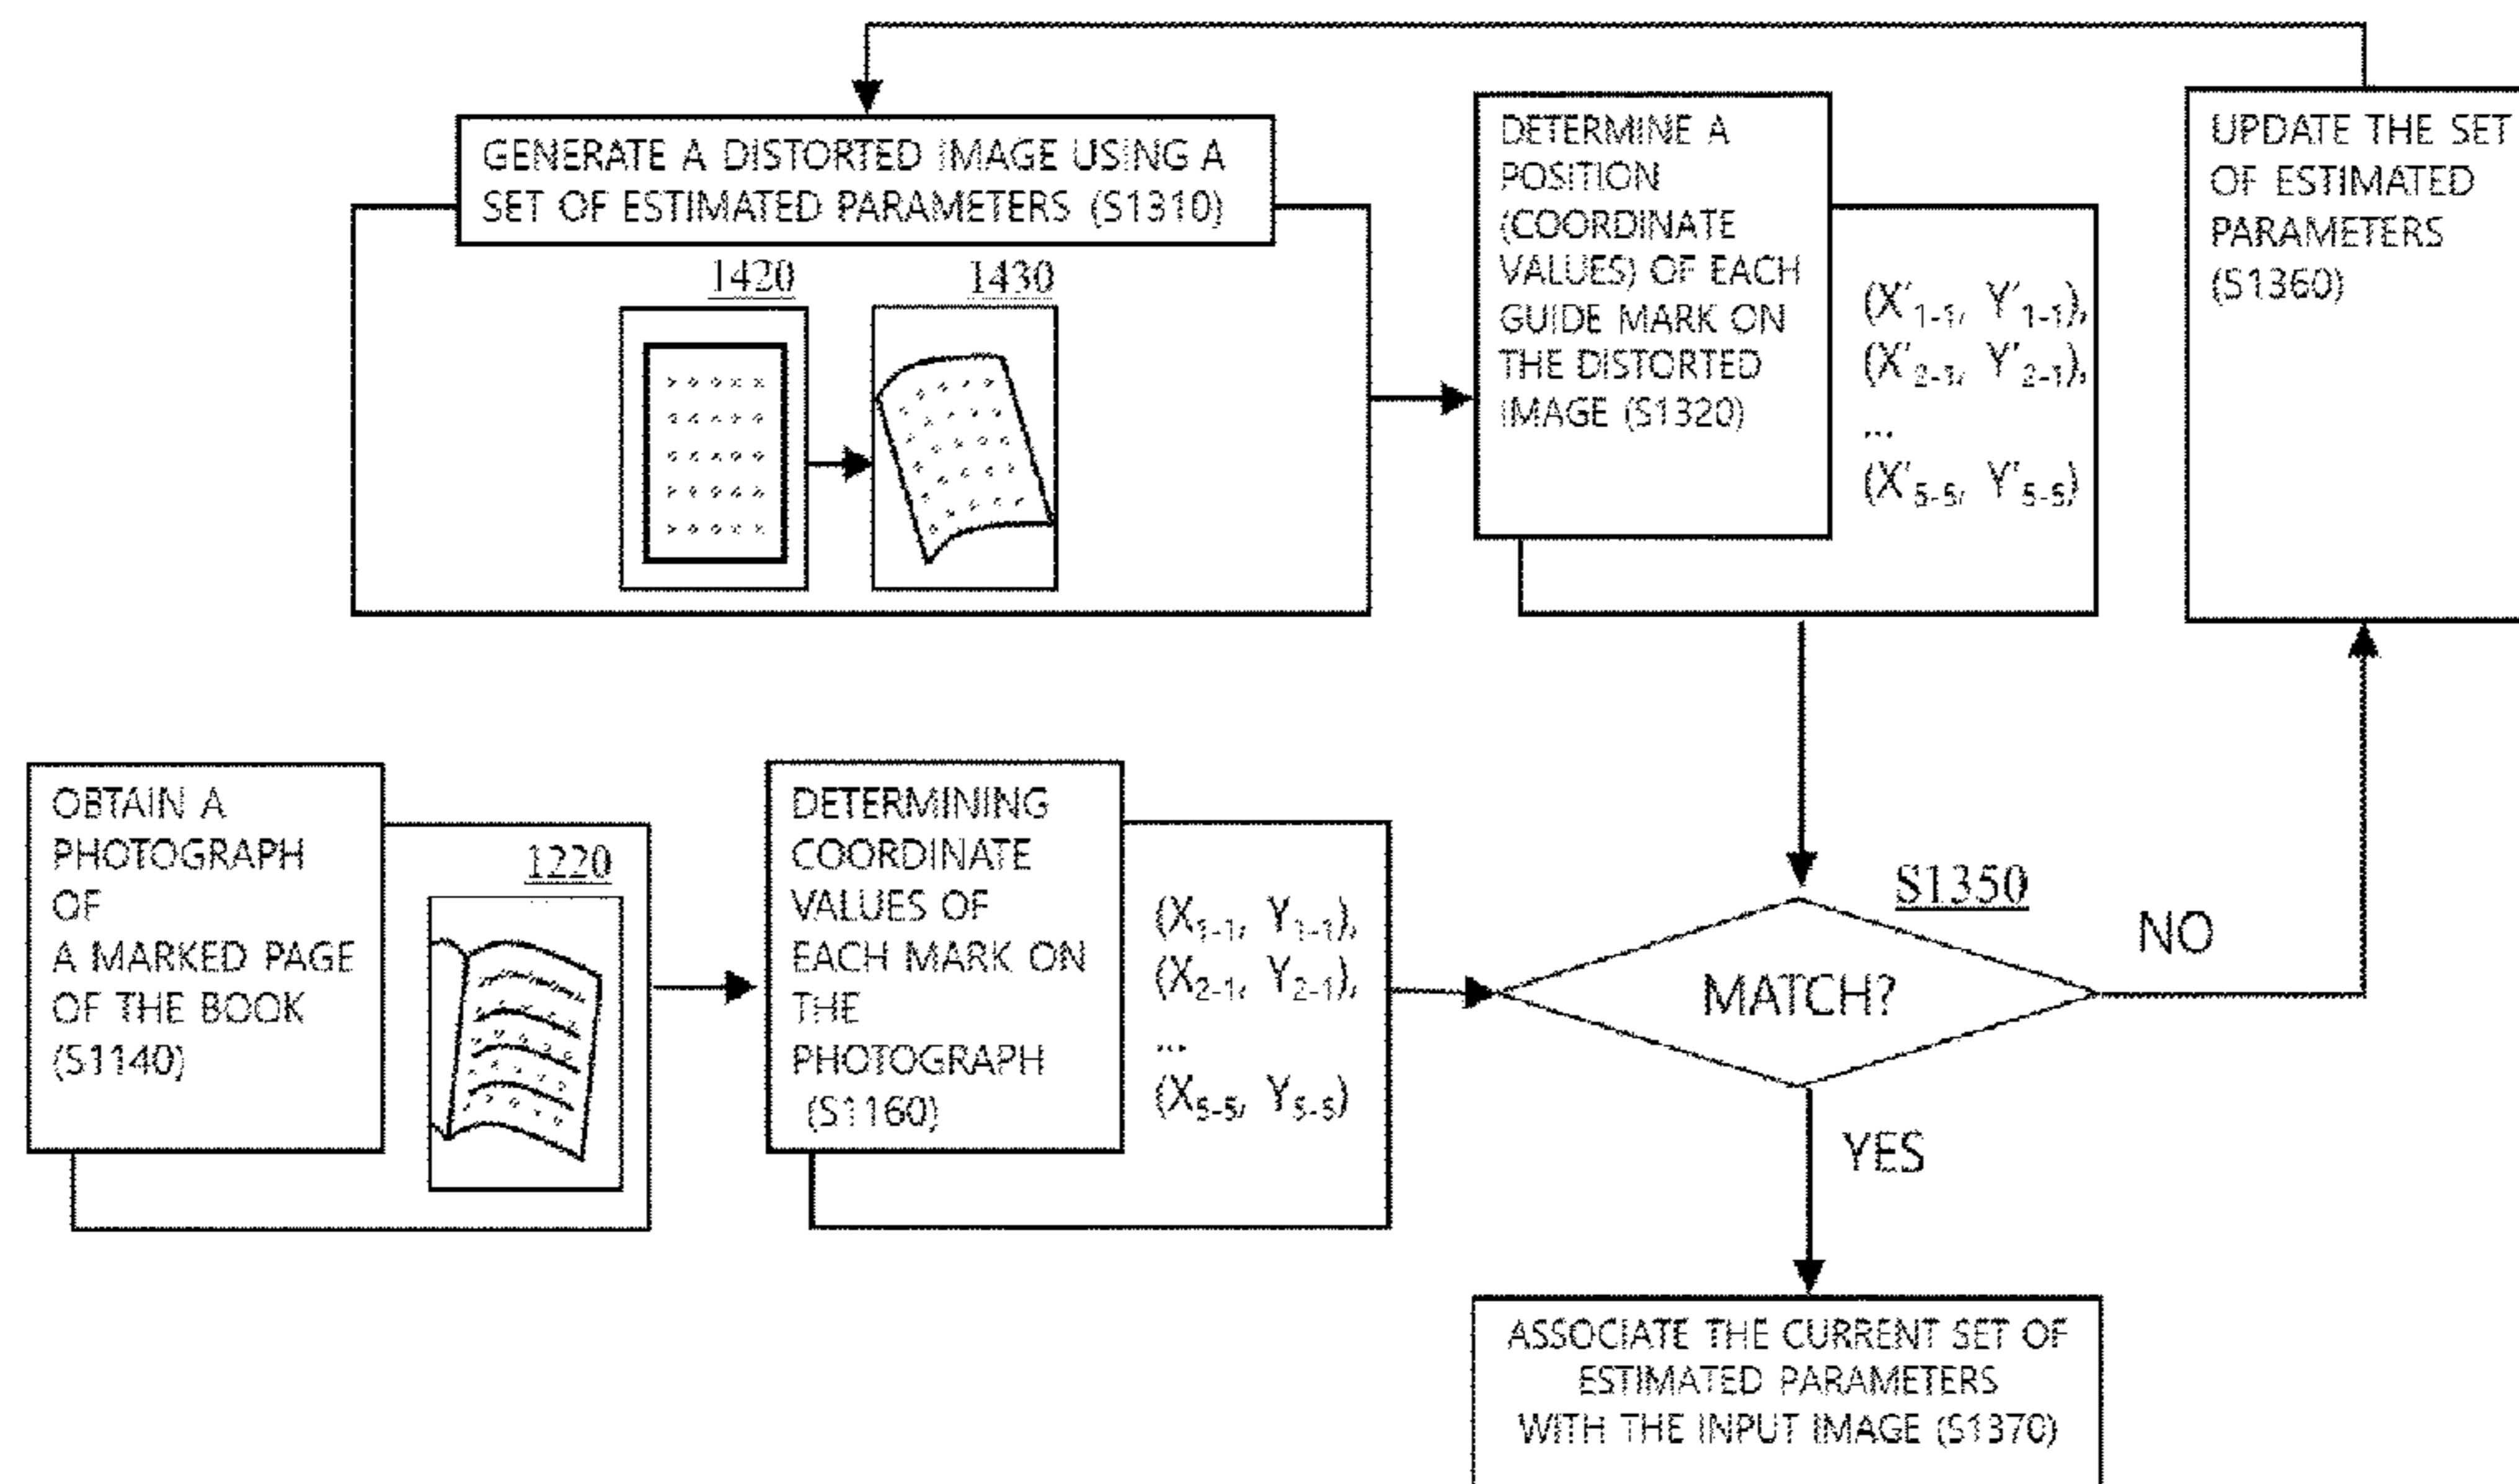 GENERATE A DISTORTED IMAGE USING A
SET OF ESTIMATED PARAMETERS (S1310)
1420
1430
DETERMINE A
POSITION
(COORDINATE
VALUES) OF EACH
GUIDE MARK ON
THE DISTORTED
IMAGE (S1320)
(X'1-1, Y'1-1),
(X'2-1, Y'2-1),
...
(X'5-5, Y'5-5)
UPDATE THE SET
OF ESTIMATED
PARAMETERS
(S1360)
OBTAIN A
PHOTOGRAPH
OF
A MARKED PAGE
OF THE BOOK
(S1140)
1220
DETERMINING
COORDINATE
VALUES OF
EACH MARK ON
THE
PHOTOGRAPH
(S1160)
(X1-1, Y1-1),
(X2-1, Y2-1),
...
(X5-5, Y5-5)
S1350
MATCH?
NO
YES
ASSOCIATE THE CURRENT SET OF
ESTIMATED PARAMETERS
WITH THE INPUT IMAGE (S1370)